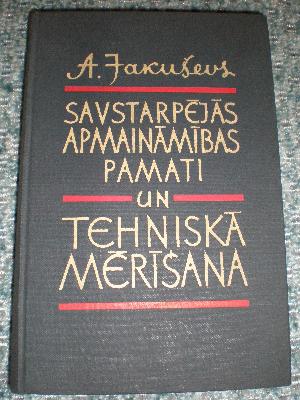 A. Jakuševs
SAVSTARPĒJĀS
APMAINĀMĪBAS
PAMATI
UN
TEHNISKĀ
MĒRĪŠANA